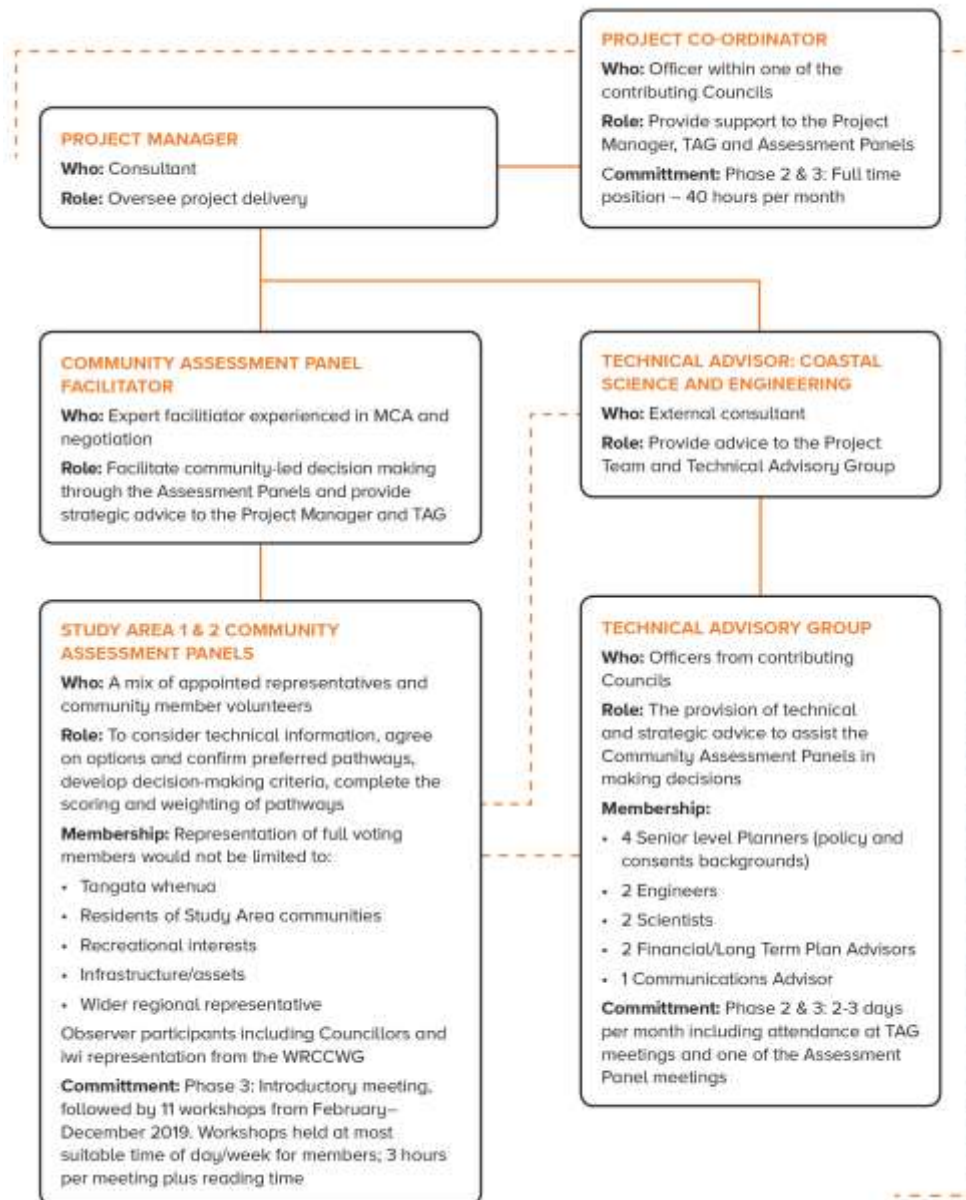 PROJECT CO-ORDINATOR
Who: Officer within one of the
contributing Councils
Role: Provide support to the Project
Manager, TAG and Assessment Panels
Committment: Phase 2 & 3: Full time
position – 40 hours per month
PROJECT MANAGER
Who: Consultant
Role: Oversee project delivery
COMMUNITY ASSESSMENT PANEL
FACILITATOR
Who: Expert facilitiator experienced in MCA and
negotiation
Role: Facilitate community-led decision making
through the Assessment Panels and provide
strategic advice to the Project Manager and TAG
TECHNICAL ADVISOR: COASTAL
SCIENCE AND ENGINEERING
Who: External consultant
Role: Provide advice to the Project
Team and Technical Advisory Group
STUDY AREA 1 & 2 COMMUNITY
ASSESSMENT PANELS
Who: A mix of appointed representatives and
community member volunteers
Role: To consider technical information, agree
on options and confirm preferred pathways,
develop decision-making criteria, complete the
scoring and weighting of pathways
Membership: Representation of full voting
members would not be limited to:
• Tangata whenua
• Residents of Study Area communities
• Recreational interests
• Infrastructure/assets
• Wider regional representative
Observer participants including Councillors and
iwi representation from the WRCCWG
Committment: Phase 3: Introductory meeting,
followed by 11 workshops from February–
December 2019. Workshops held at most
suitable time of day/week for members; 3 hours
per meeting plus reading time
TECHNICAL ADVISORY GROUP
Who: Officers from contributing
Councils
Role: The provision of technical
and strategic advice to assist the
Community Assessment Panels in
making decisions
Membership:
• 4 Senior level Planners (policy and
consents backgrounds)
• 2 Engineers
• 2 Scientists
• 2 Financial/Long Term Plan Advisors
• 1 Communications Advisor
Committment: Phase 2 & 3: 2-3 days
per month including attendance at TAG
meetings and one of the Assessment
Panel meetings